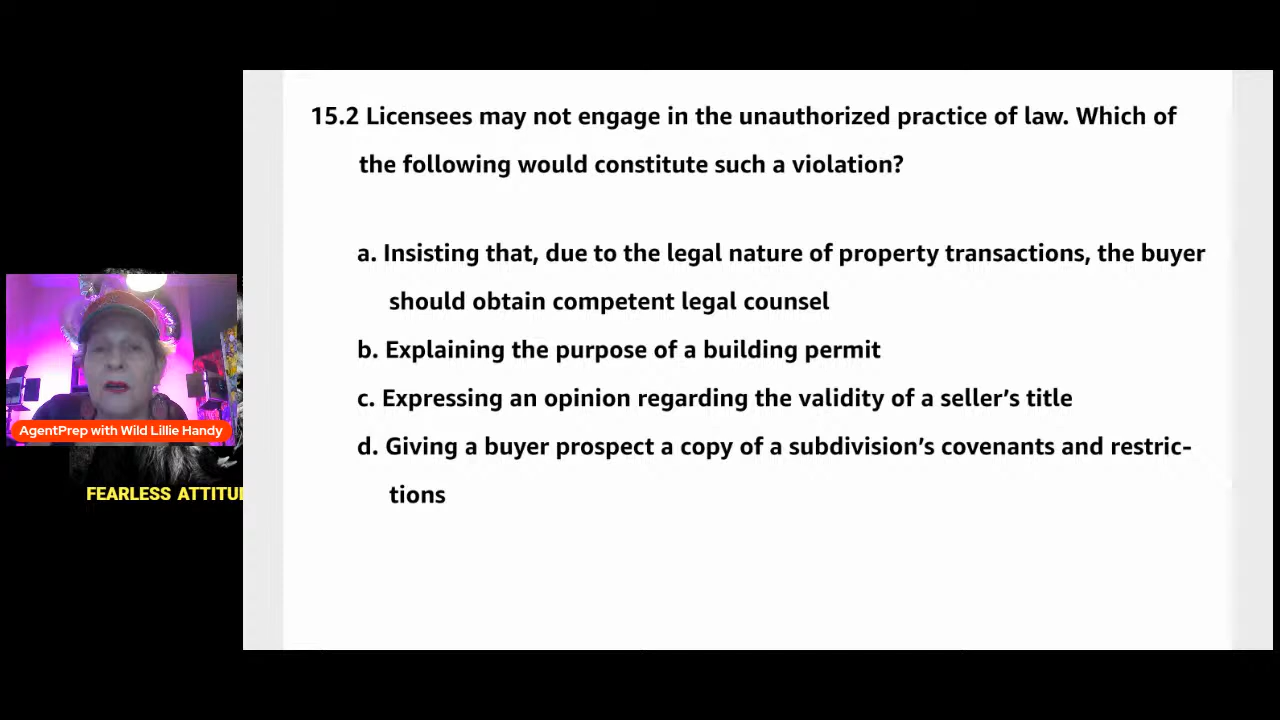 15.2 Licensees may not engage in the unauthorized practice of law. Which of
the following would constitute such a violation?
a. Insisting that, due to the legal nature of property transactions, the buyer
should obtain competent legal counsel
b. Explaining the purpose of a building permit
c. Expressing an opinion regarding the validity of a seller’s title
d. Giving a buyer prospect a copy of a subdivision’s covenants and restric-
tions
AgentPrep with Wild Lillie Handy
FEARLESS ATTITU